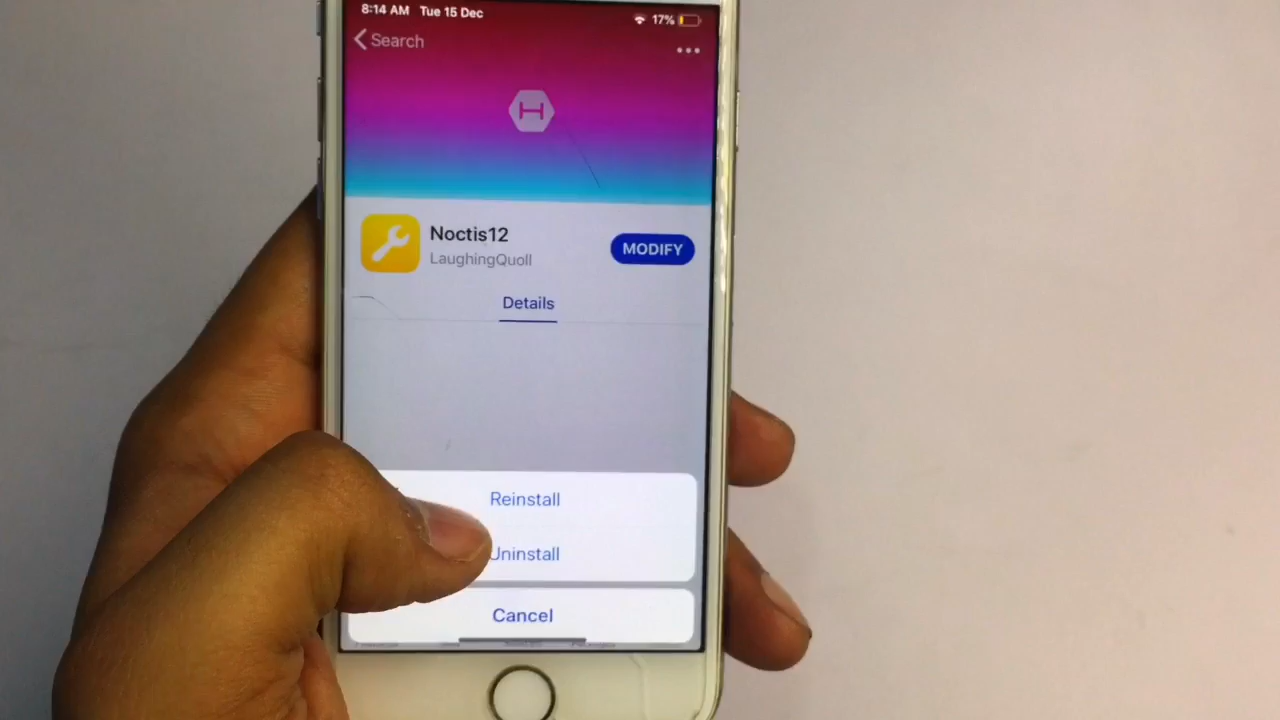 8:14 AM Tue 15 Dec 17%
Search
H
Noctis12
LaughingQuoll
MODIFY
Details
Reinstall
Uninstall
Cancel